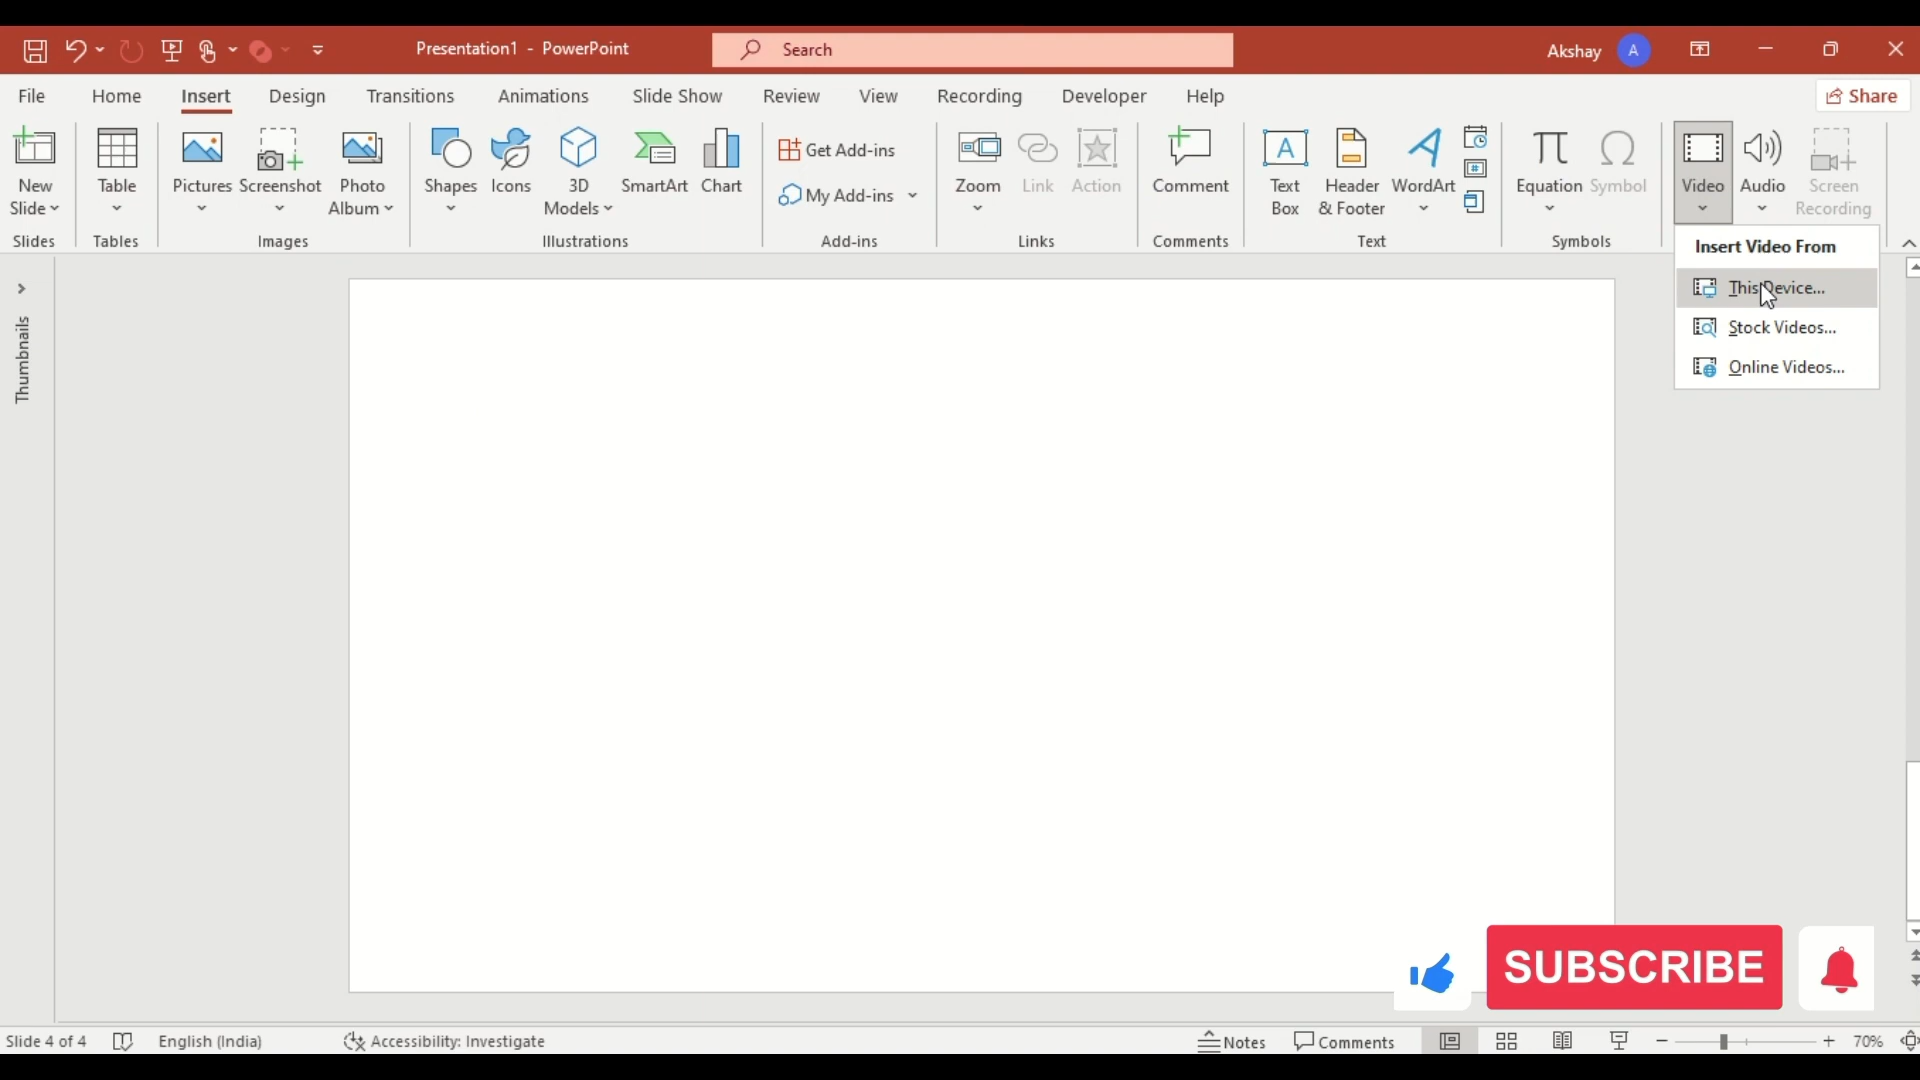 Presentation1 - PowerPoint
Search
Akshay
A
File Home Insert Design Transitions Animations Slide Show Review View Recording Developer Help
Share
New Slide
Table
Pictures
Screenshot
Photo Album
Shapes
Icons
3D Models
SmartArt
Chart
Get Add-ins
My Add-ins
Zoom
Link
Action
Comment
A
Text Box
Header & Footer
WordArt
Equation
Symbol
Video
Audio
Screen Recording
Slides
Tables
Images
Illustrations
Add-ins
Links
Comments
Text
Symbols
Insert Video From
This Device...
Stock Videos...
Online Videos...
Thumbnails
SUBSCRIBE
Slide 4 of 4
English (India)
Accessibility: Investigate
Notes
Comments
70%